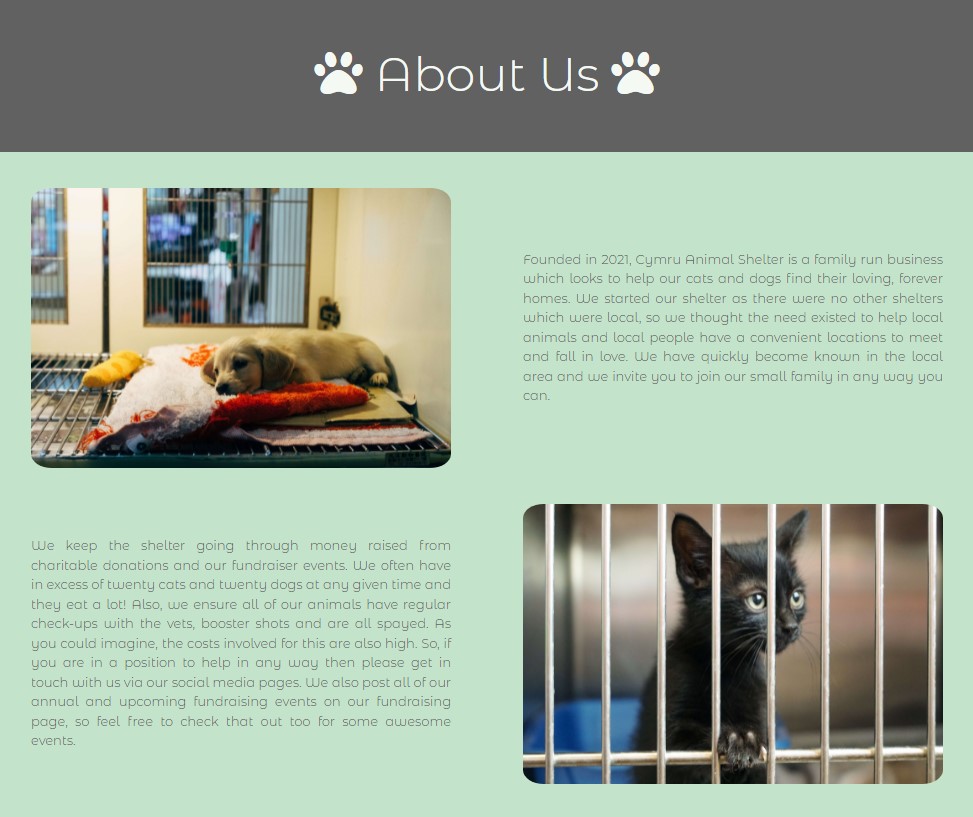 About Us
Founded in 2021, Cymru Animal Shelter is a family run business
which looks to help our cats and dogs find their loving, forever
homes. We started our shelter as there were no other shelters
which were local, so we thought the need existed to help local
animals and local people have a convenient locations to meet
and fall in love. We have quickly become known in the local
area and we invite you to join our small family in any way you
can.
We keep the shelter going through money raised from
charitable donations and our fundraiser events. We often have
in excess of twenty cats and twenty dogs at any given time and
they eat a lot! Also, we ensure all of our animals have regular
check-ups with the vets, booster shots and are all spayed. As
you could imagine, the costs involved for this are also high. So, if
you are in a position to help in any way then please get in
touch with us via our social media pages. We also post all of our
annual and upcoming fundraising events on our fundraising
page, so feel free to check that out too for some awesome
events.